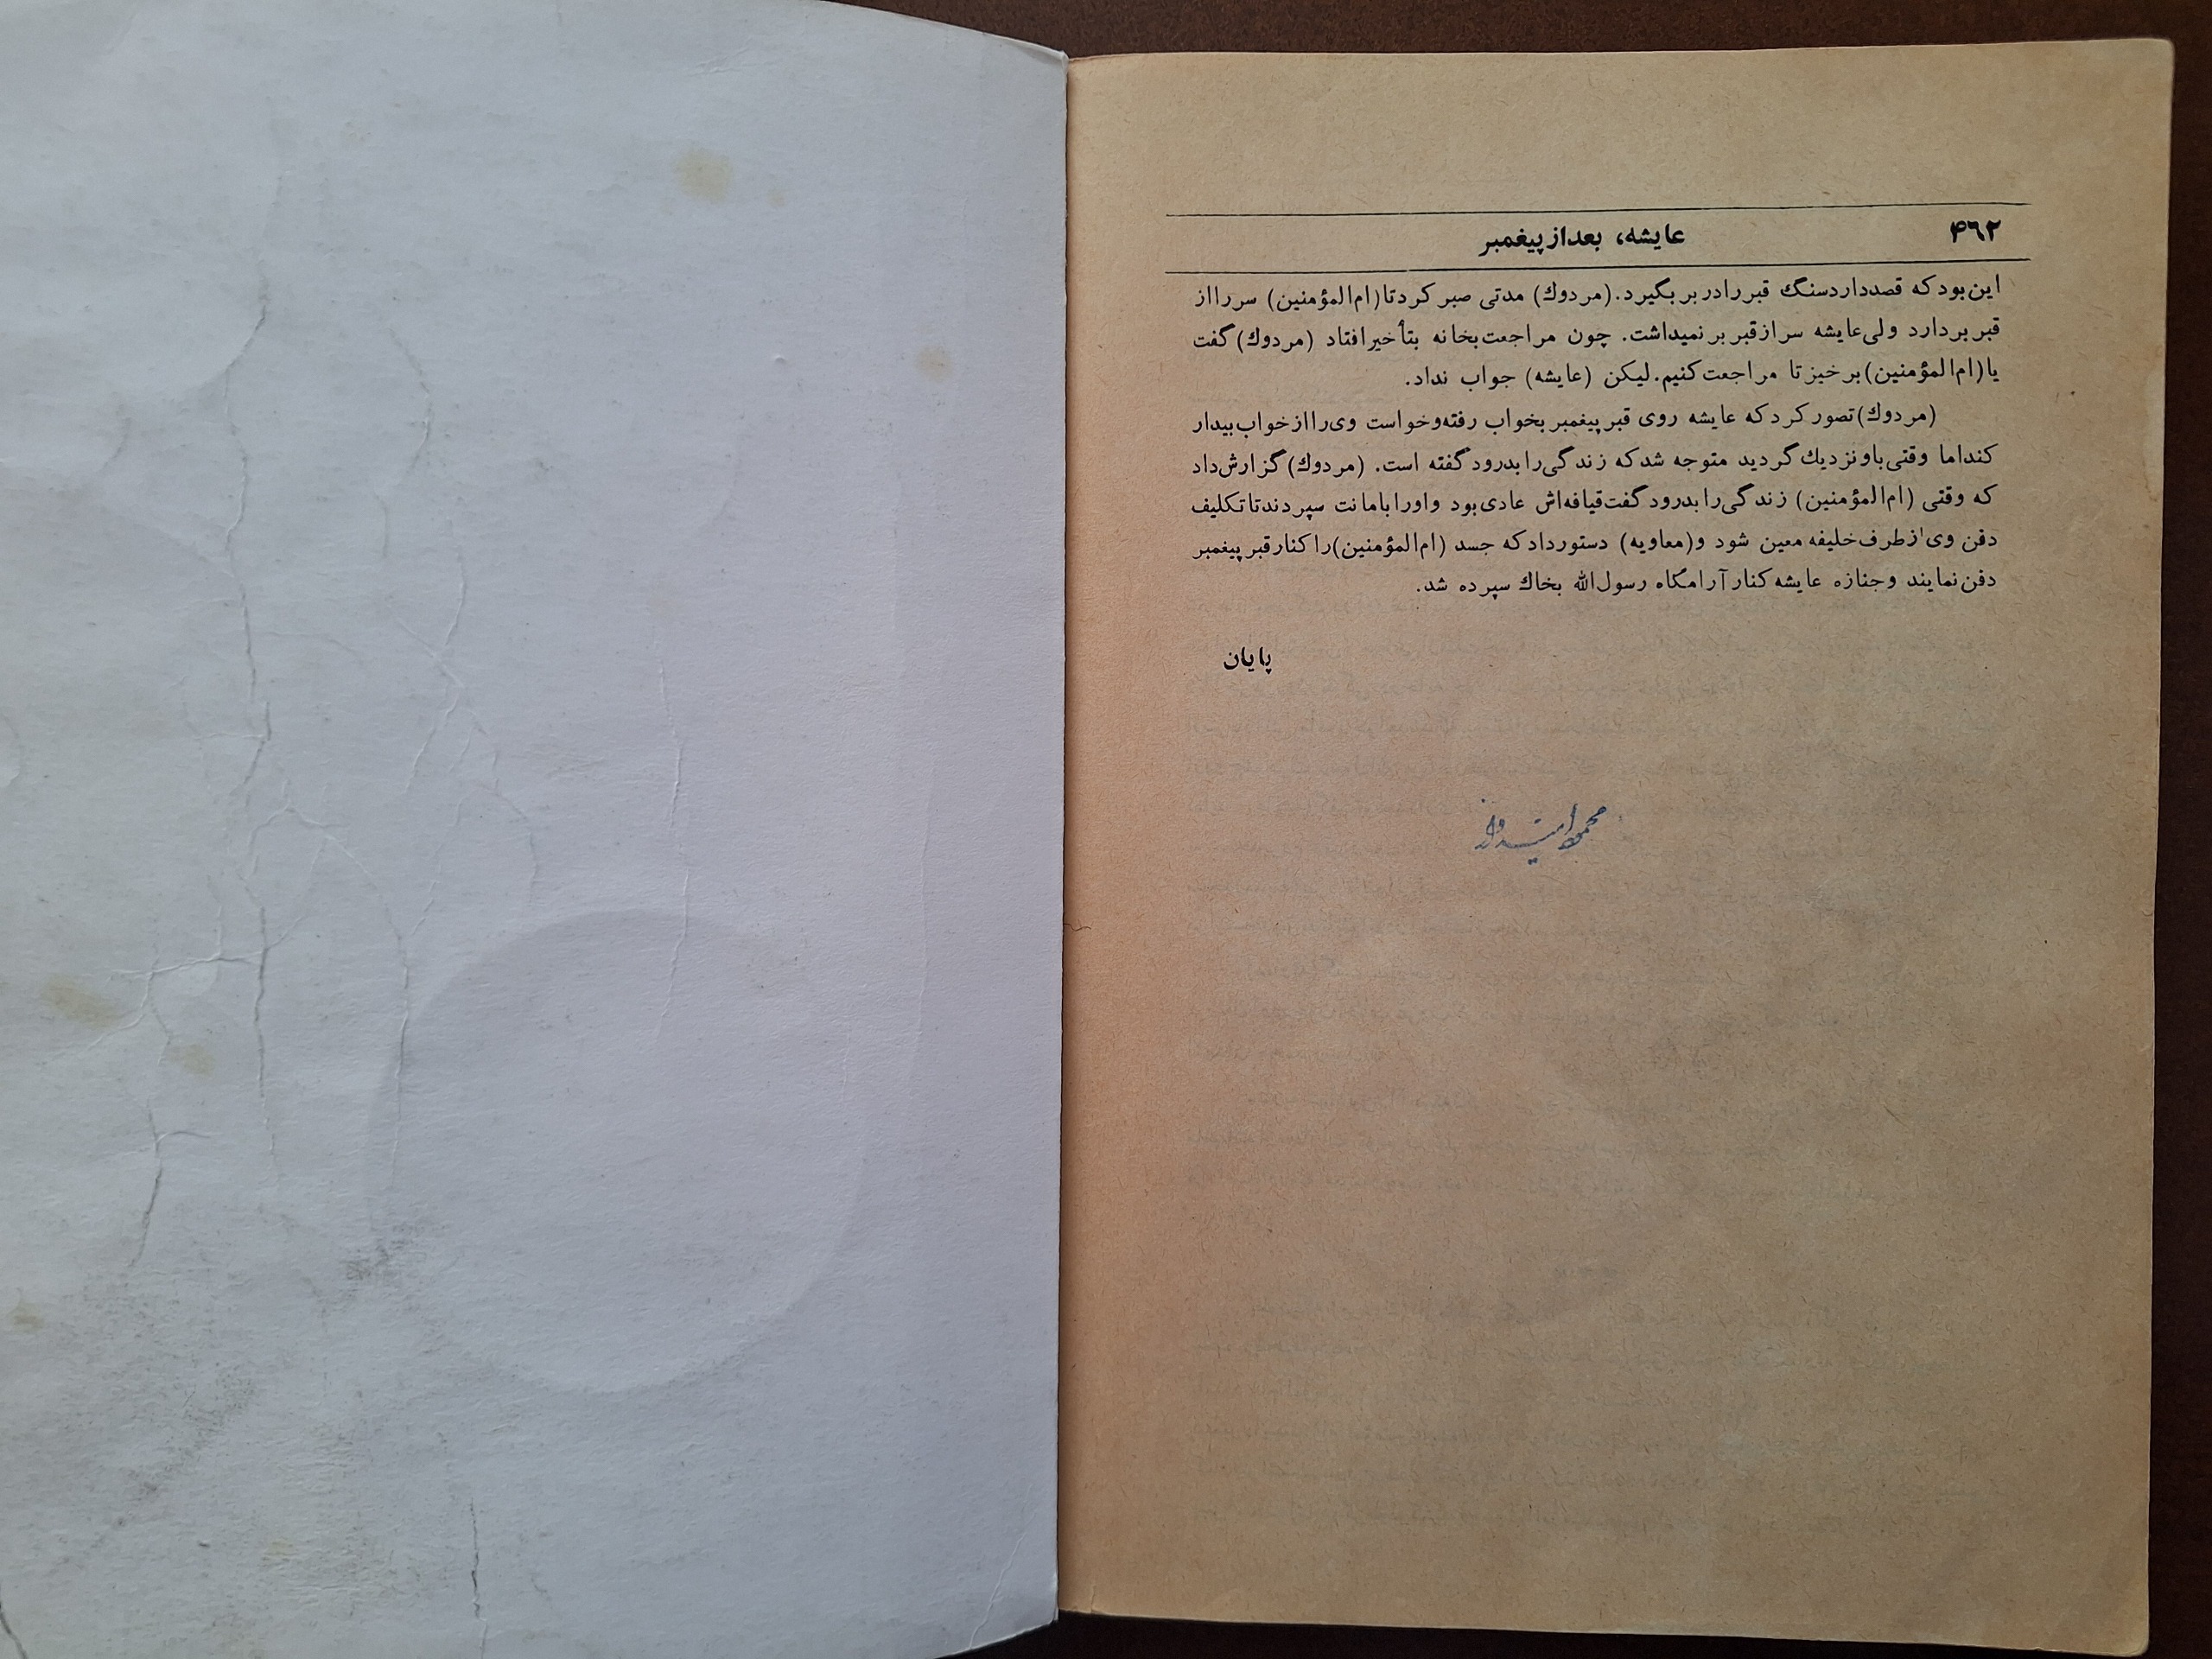 ۴۶۲
عایشه، بعد از پیغمبر
این بود که قصد دارد سنگ قبر را در بر بگیرد. (مردوك) مدتی صبر کرد تا (ام‌المؤمنین) سر را از
قبر بردارد ولی عایشه سر از قبر بر نمیداشت. چون مراجعت بخانه بتأخیر افتاد (مردوك) گفت
یا (ام‌المؤمنین) برخیز تا مراجعت کنیم. لیکن (عایشه) جواب نداد.
(مردوك) تصور کرد که عایشه روی قبر پیغمبر بخواب رفته و خواست وی را از خواب بیدار
کند اما وقتی باو نزدیك گردید متوجه شد که زندگی را بدرود گفته است. (مردوك) گزارش داد
که وقتی (ام‌المؤمنین) زندگی را بدرود گفت قیافه‌اش عادی بود و او را بامانت سپردند تا تکلیف
دفن وی از طرف خلیفه معین شود و (معاویه) دستور داد که جسد (ام‌المؤمنین) را کنار قبر پیغمبر
دفن نمایند و جنازه عایشه کنار آرامگاه رسول‌الله بخاك سپرده شد.
پایان
محمود